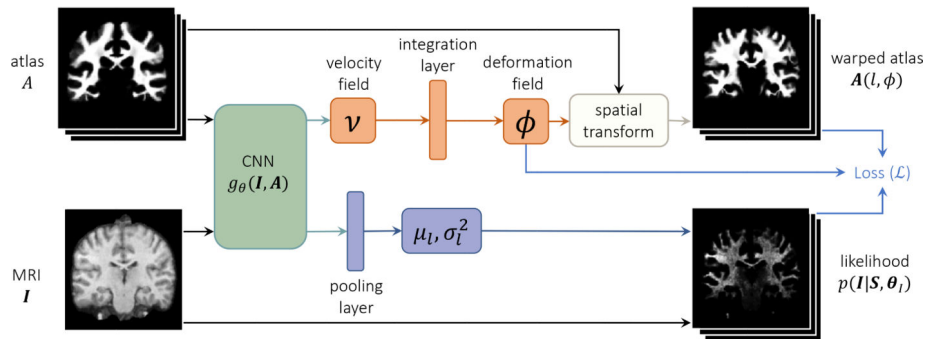 atlas
A
velocity
field
integration
layer
deformation
field
warped atlas
A(l, ϕ)
ν
ϕ
spatial
transform
CNN
gθ(I, A)
Loss (ℒ)
MRI
I
μl, σl²
pooling
layer
likelihood
p(I|S, θI)